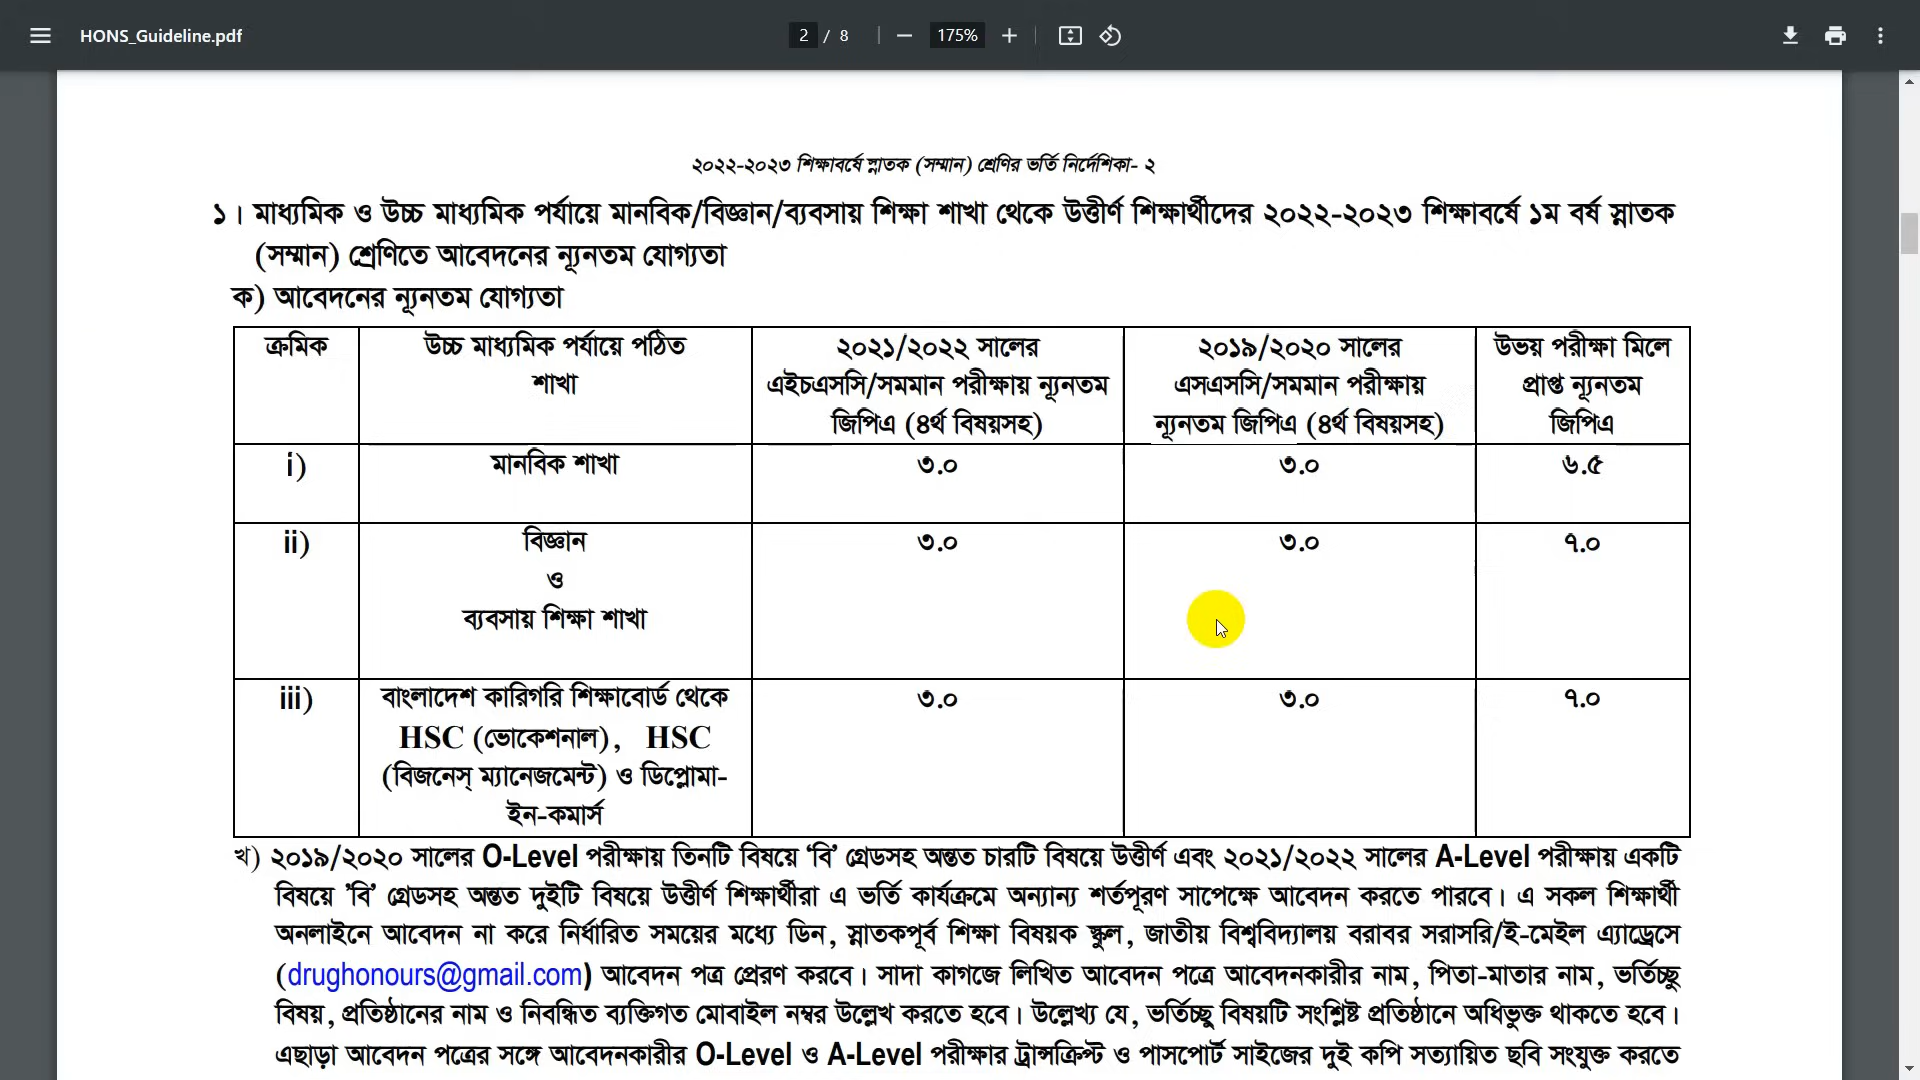 HONS_Guideline.pdf
2 / 8
175%
২০২২-২০২৩ শিক্ষাবর্ষে স্নাতক (সম্মান) শ্রেণির ভর্তি নির্দেশিকা- ২
১। মাধ্যমিক ও উচ্চ মাধ্যমিক পর্যায়ে মানবিক/বিজ্ঞান/ব্যবসায় শিক্ষা শাখা থেকে উত্তীর্ণ শিক্ষার্থীদের ২০২২-২০২৩ শিক্ষাবর্ষে ১ম বর্ষ স্নাতক
(সম্মান) শ্রেণিতে আবেদনের ন্যূনতম যোগ্যতা
ক) আবেদনের ন্যূনতম যোগ্যতা
ক্রমিক
উচ্চ মাধ্যমিক পর্যায়ে পঠিত
শাখা
২০২১/২০২২ সালের
এইচএসসি/সমমান পরীক্ষায় ন্যূনতম
জিপিএ (৪র্থ বিষয়সহ)
২০১৯/২০২০ সালের
এসএসসি/সমমান পরীক্ষায়
ন্যূনতম জিপিএ (৪র্থ বিষয়সহ)
উভয় পরীক্ষা মিলে
প্রাপ্ত ন্যূনতম
জিপিএ
i)
মানবিক শাখা
৩.০
৩.০
৬.৫
ii)
বিজ্ঞান
ও
ব্যবসায় শিক্ষা শাখা
৩.০
৩.০
৭.০
iii)
বাংলাদেশ কারিগরি শিক্ষাবোর্ড থেকে
HSC (ভোকেশনাল), HSC
(বিজনেস্ ম্যানেজমেন্ট) ও ডিপ্লোমা-
ইন-কমার্স
৩.০
৩.০
৭.০
খ) ২০১৯/২০২০ সালের O-Level পরীক্ষায় তিনটি বিষয়ে ‘বি’ গ্রেডসহ অন্তত চারটি বিষয়ে উত্তীর্ণ এবং ২০২১/২০২২ সালের A-Level পরীক্ষায় একটি
বিষয়ে ’বি’ গ্রেডসহ অন্তত দুইটি বিষয়ে উত্তীর্ণ শিক্ষার্থীরা এ ভর্তি কার্যক্রমে অন্যান্য শর্তপূরণ সাপেক্ষে আবেদন করতে পারবে। এ সকল শিক্ষার্থী
অনলাইনে আবেদন না করে নির্ধারিত সময়ের মধ্যে ডিন, স্নাতকপূর্ব শিক্ষা বিষয়ক স্কুল, জাতীয় বিশ্ববিদ্যালয় বরাবর সরাসরি/ই-মেইল এ্যাড্রেসে
(drughonours@gmail.com) আবেদন পত্র প্রেরণ করবে। সাদা কাগজে লিখিত আবেদন পত্রে আবেদনকারীর নাম, পিতা-মাতার নাম, ভর্তিচ্ছু
বিষয়, প্রতিষ্ঠানের নাম ও নিবন্ধিত ব্যক্তিগত মোবাইল নম্বর উল্লেখ করতে হবে। উল্লেখ্য যে, ভর্তিচ্ছু বিষয়টি সংশ্লিষ্ট প্রতিষ্ঠানে অধিভুক্ত থাকতে হবে।
এছাড়া আবেদন পত্রের সঙ্গে আবেদনকারীর O-Level ও A-Level পরীক্ষার ট্রান্সক্রিপ্ট ও পাসপোর্ট সাইজের দুই কপি সত্যায়িত ছবি সংযুক্ত করতে